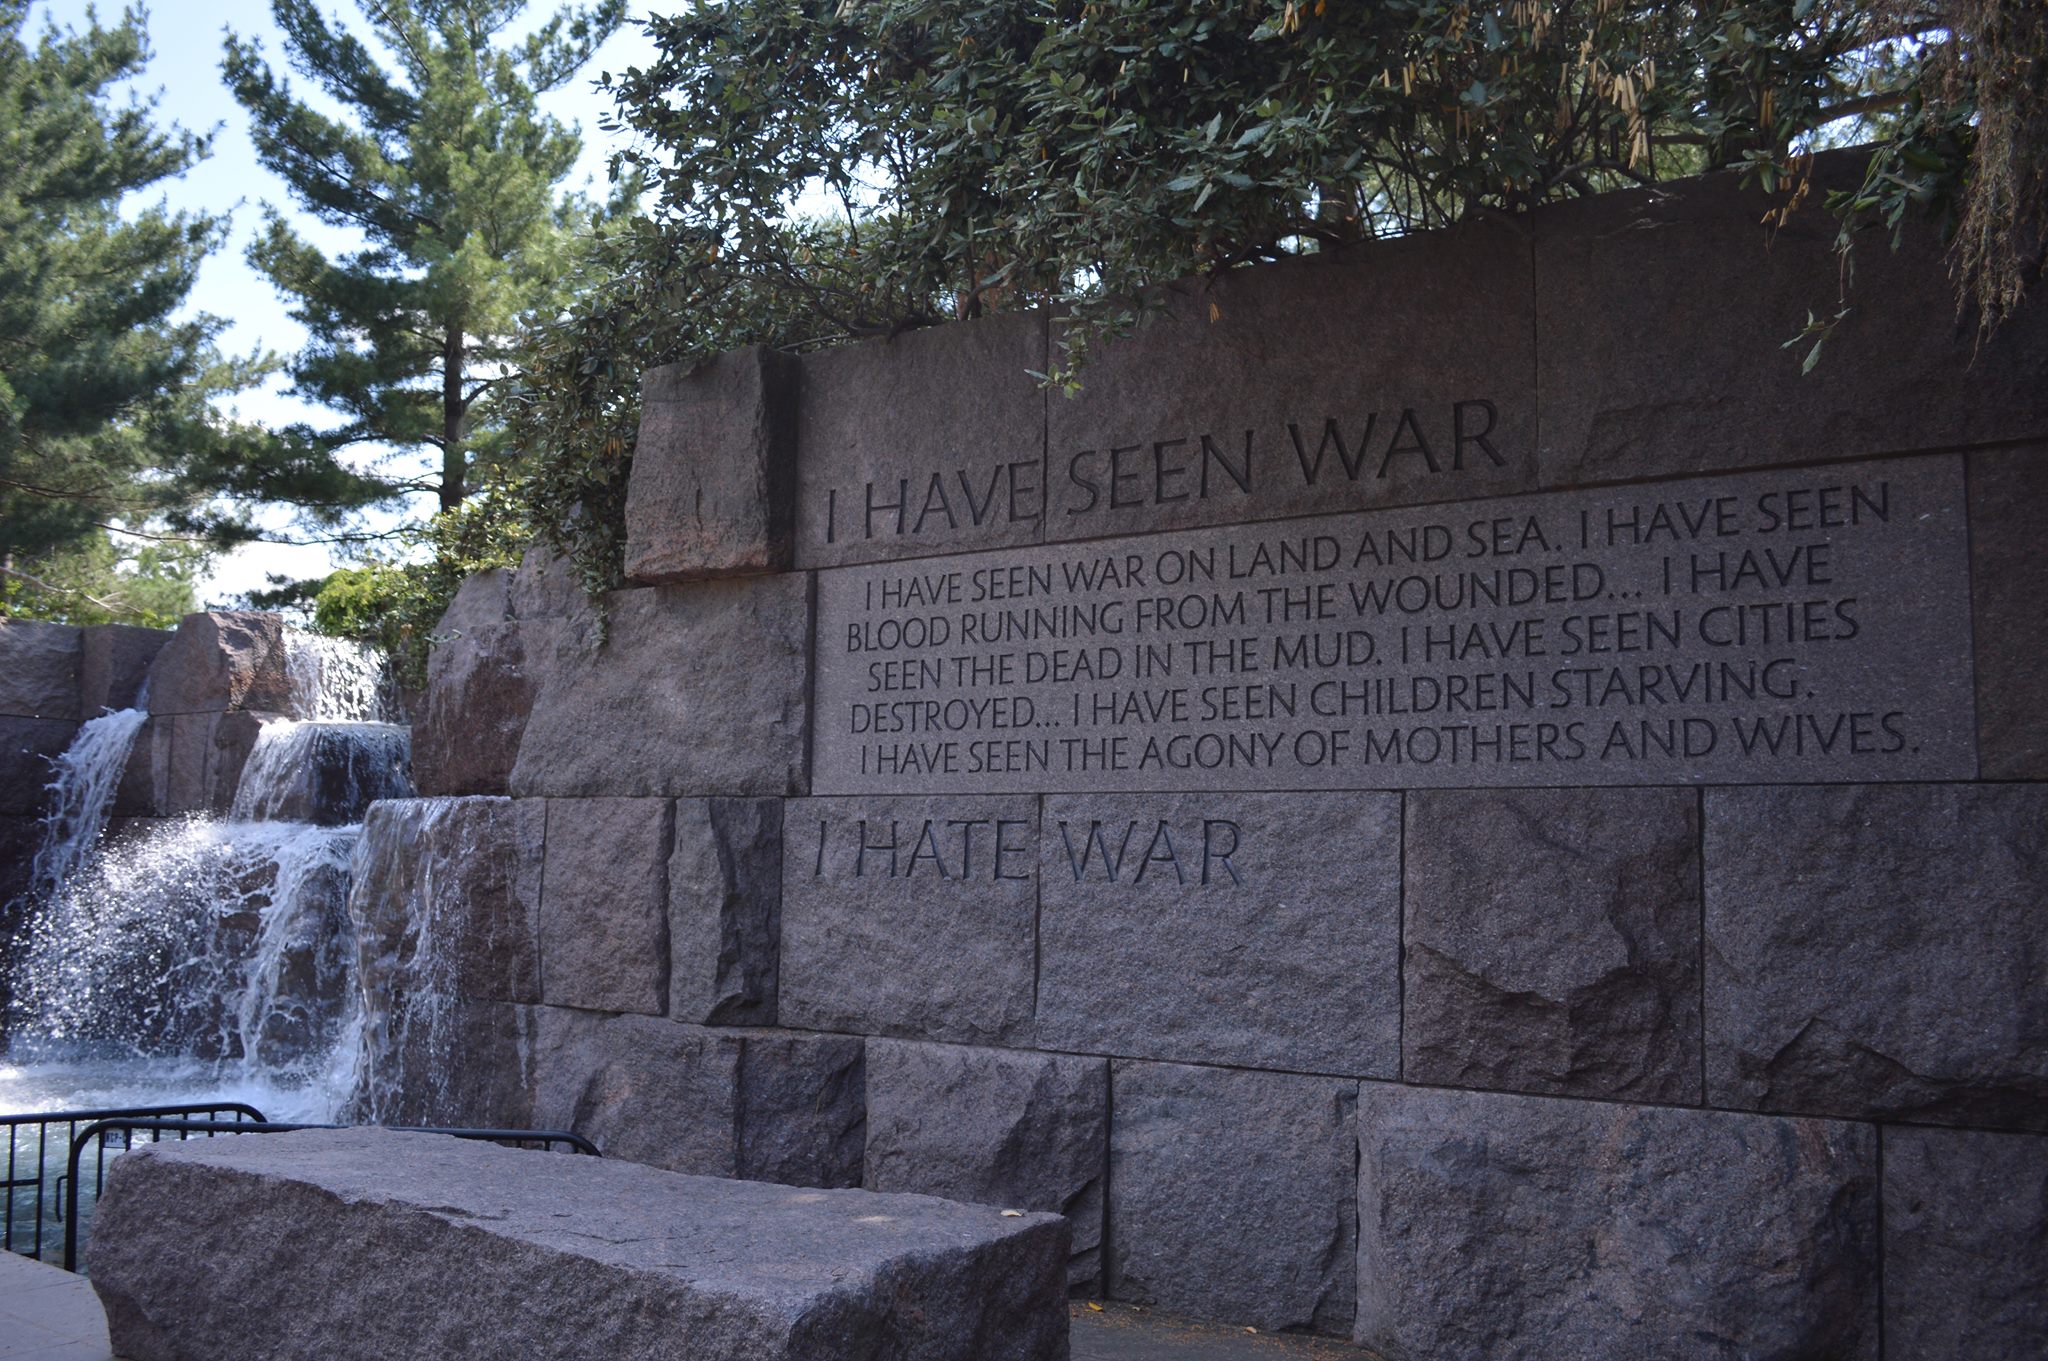 I HAVE SEEN WAR
I HAVE SEEN WAR ON LAND AND SEA. I HAVE SEEN
BLOOD RUNNING FROM THE WOUNDED... I HAVE
SEEN THE DEAD IN THE MUD. I HAVE SEEN CITIES
DESTROYED... I HAVE SEEN CHILDREN STARVING.
I HAVE SEEN THE AGONY OF MOTHERS AND WIVES.
I HATE WAR